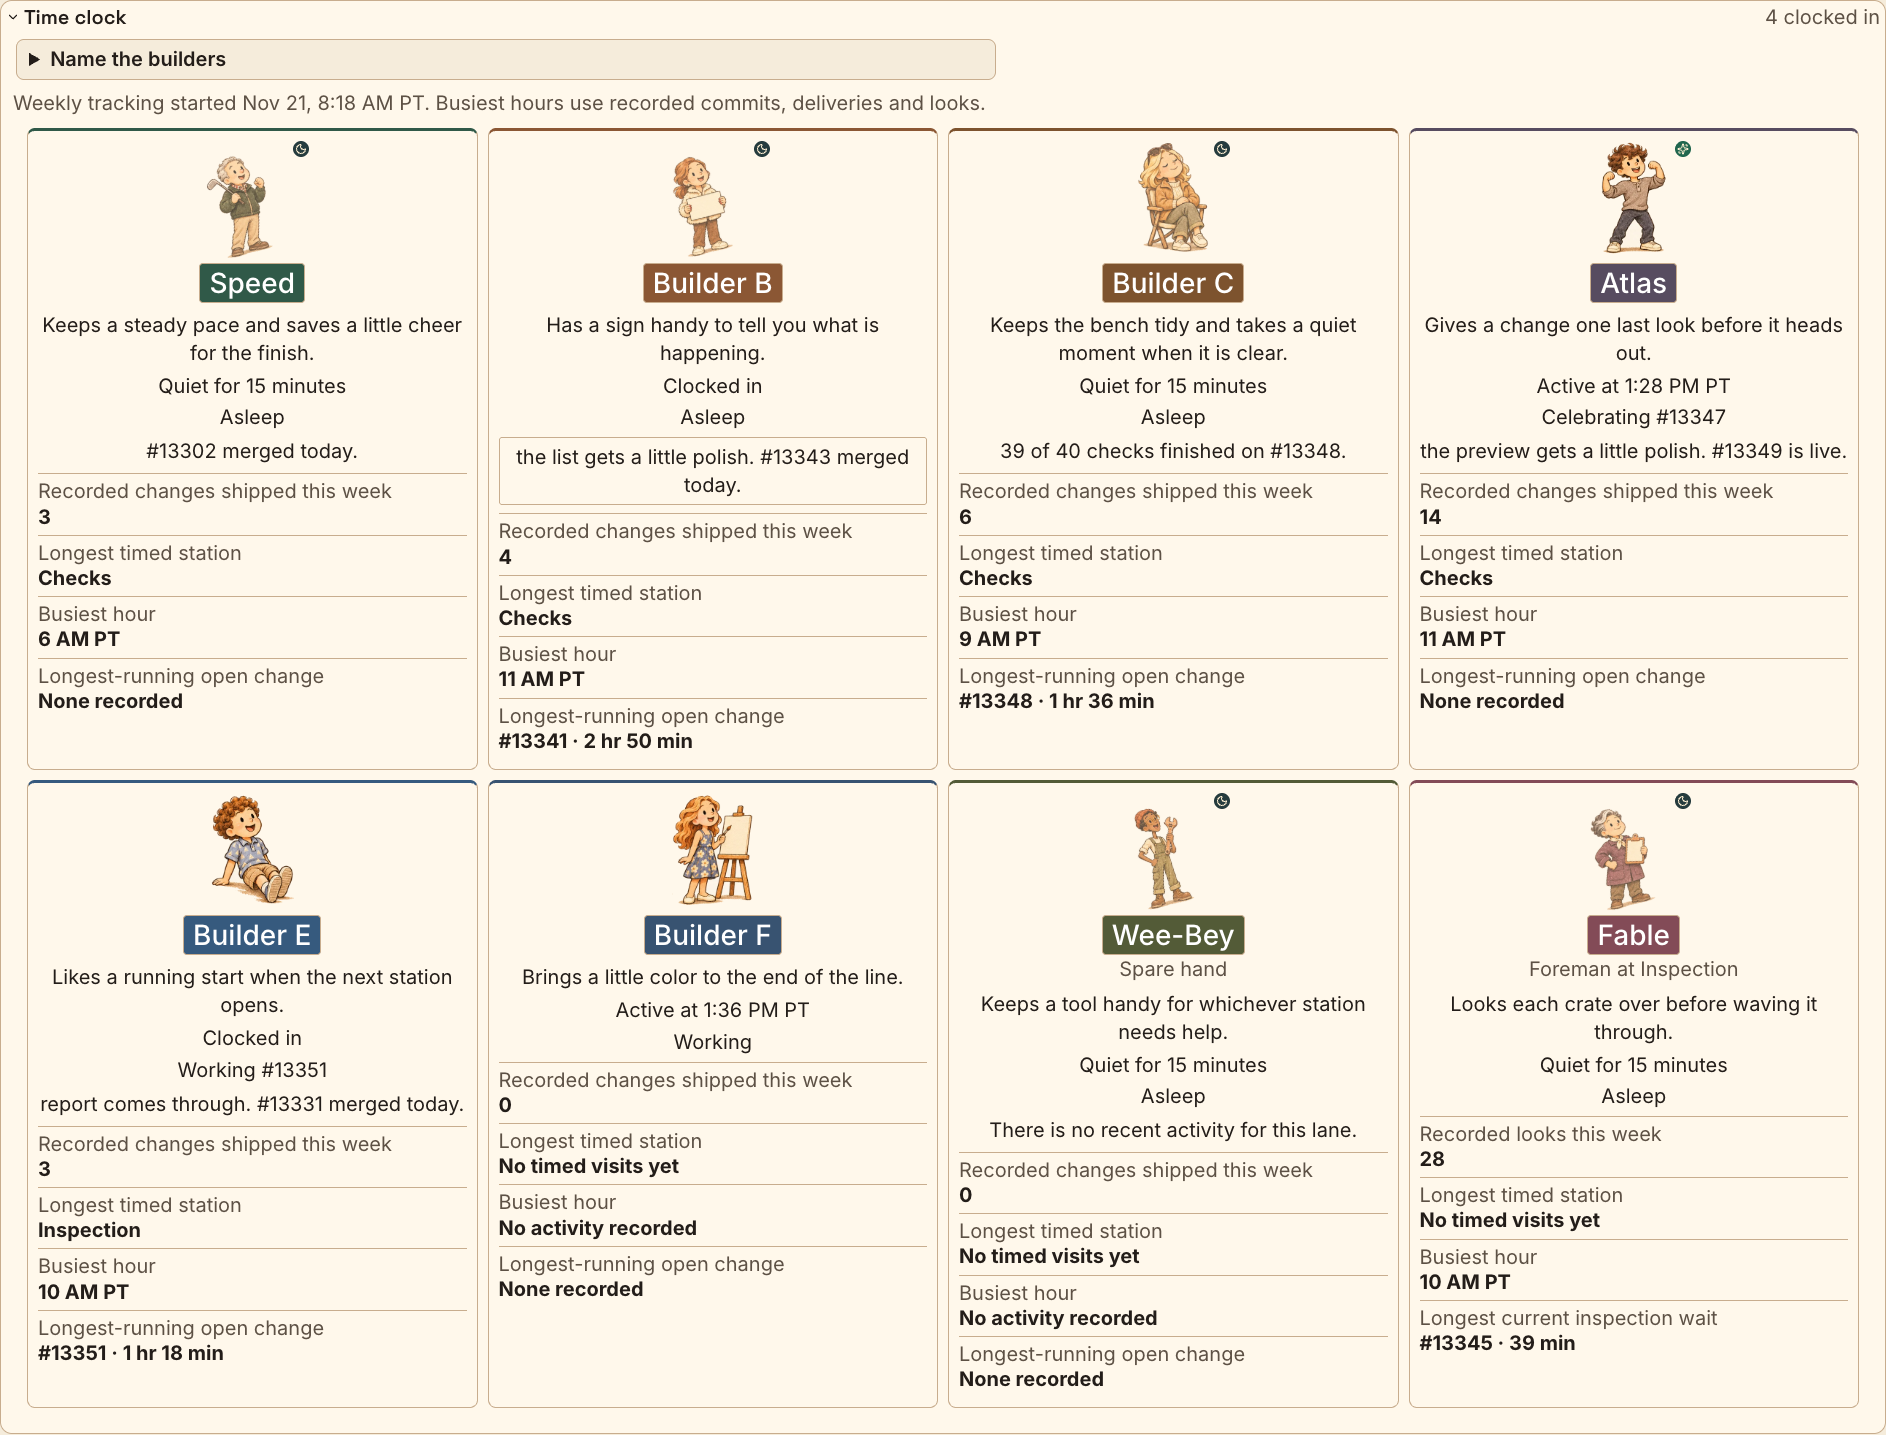 Time clock
4 clocked in
Name the builders
Weekly tracking started Nov 21, 8:18 AM PT. Busiest hours use recorded commits, deliveries and looks.
Speed
Keeps a steady pace and saves a little cheer
for the finish.
Quiet for 15 minutes
Asleep
#13302 merged today.
Recorded changes shipped this week
3
Longest timed station
Checks
Busiest hour
6 AM PT
Longest-running open change
None recorded
Builder B
Has a sign handy to tell you what is
happening.
Clocked in
Asleep
the list gets a little polish. #13343 merged
today.
Recorded changes shipped this week
4
Longest timed station
Checks
Busiest hour
11 AM PT
Longest-running open change
#13341 · 2 hr 50 min
Builder C
Keeps the bench tidy and takes a quiet
moment when it is clear.
Quiet for 15 minutes
Asleep
39 of 40 checks finished on #13348.
Recorded changes shipped this week
6
Longest timed station
Checks
Busiest hour
9 AM PT
Longest-running open change
#13348 · 1 hr 36 min
Atlas
Gives a change one last look before it heads
out.
Active at 1:28 PM PT
Celebrating #13347
the preview gets a little polish. #13349 is live.
Recorded changes shipped this week
14
Longest timed station
Checks
Busiest hour
11 AM PT
Longest-running open change
None recorded
Builder E
Likes a running start when the next station
opens.
Clocked in
Working #13351
report comes through. #13331 merged today.
Recorded changes shipped this week
3
Longest timed station
Inspection
Busiest hour
10 AM PT
Longest-running open change
#13351 · 1 hr 18 min
Builder F
Brings a little color to the end of the line.
Active at 1:36 PM PT
Working
Recorded changes shipped this week
0
Longest timed station
No timed visits yet
Busiest hour
No activity recorded
Longest-running open change
None recorded
Wee-Bey
Spare hand
Keeps a tool handy for whichever station
needs help.
Quiet for 15 minutes
Asleep
There is no recent activity for this lane.
Recorded changes shipped this week
0
Longest timed station
No timed visits yet
Busiest hour
No activity recorded
Longest-running open change
None recorded
Fable
Foreman at Inspection
Looks each crate over before waving it
through.
Quiet for 15 minutes
Asleep
Recorded looks this week
28
Longest timed station
No timed visits yet
Busiest hour
10 AM PT
Longest current inspection wait
#13345 · 39 min